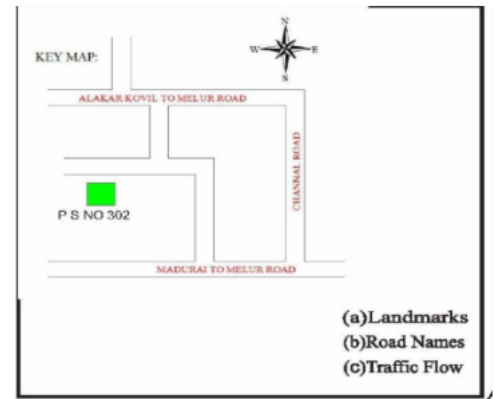 N
W E
S
KEY MAP:
ALAKAR KOVIL TO MELUR ROAD
CHANNAL ROAD
P S NO 302
MADURAI TO MELUR ROAD
(a)Landmarks
(b)Road Names
(c)Traffic Flow